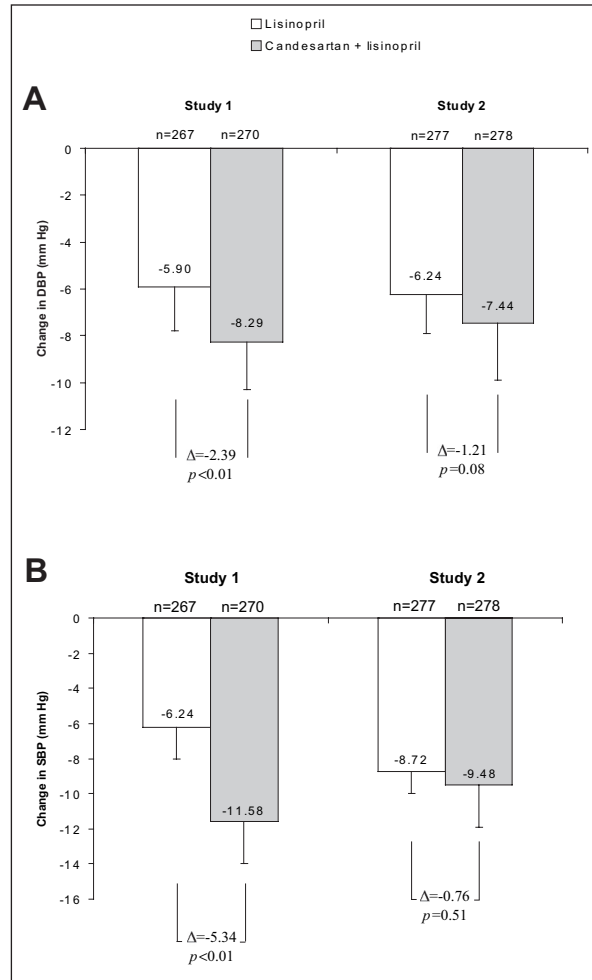 Lisinopril
Candesartan + lisinopril
A
Study 1 Study 2
n=267 n=270 n=277 n=278
Change in DBP (mm Hg)
0
-2
-4
-6
-8
-10
-12
-5.90
-8.29
-6.24
-7.44
Δ=-2.39
p<0.01
Δ=-1.21
p=0.08
B
Study 1 Study 2
n=267 n=270 n=277 n=278
Change in SBP (mm Hg)
0
-2
-4
-6
-8
-10
-12
-14
-16
-6.24
-11.58
-8.72
-9.48
Δ=-5.34
p<0.01
Δ=-0.76
p=0.51